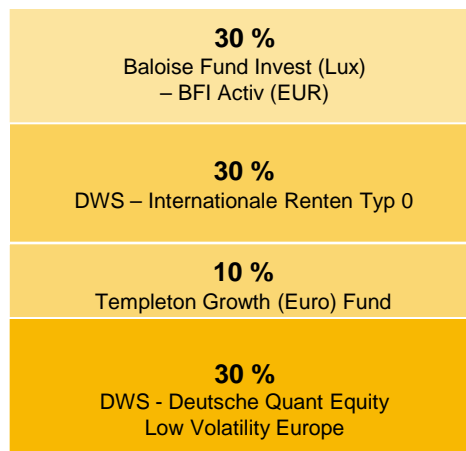 30 %
Baloise Fund Invest (Lux)
– BFI Activ (EUR)
30 %
DWS – Internationale Renten Typ 0
10 %
Templeton Growth (Euro) Fund
30 %
DWS - Deutsche Quant Equity
Low Volatility Europe